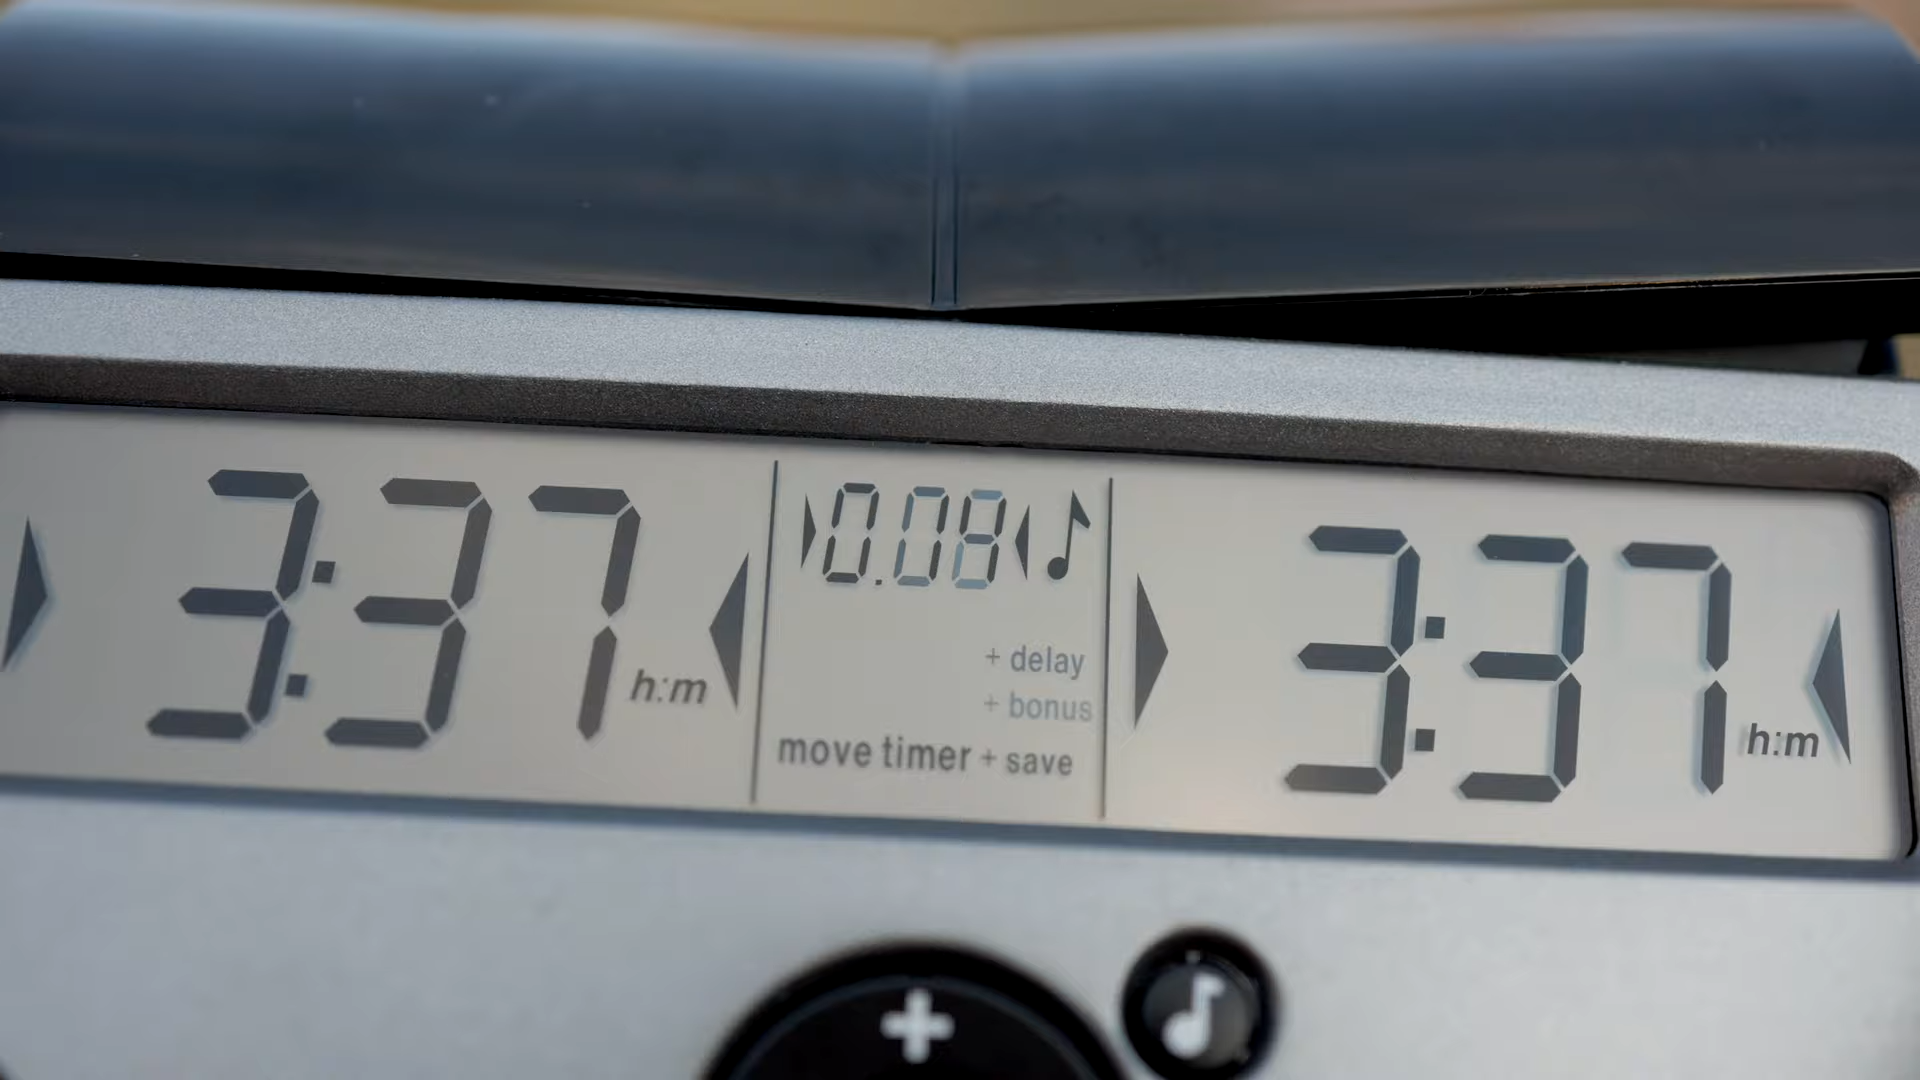 3:37 h:m
0.08
+ delay
+ bonus
move timer + save
3:37 h:m
+